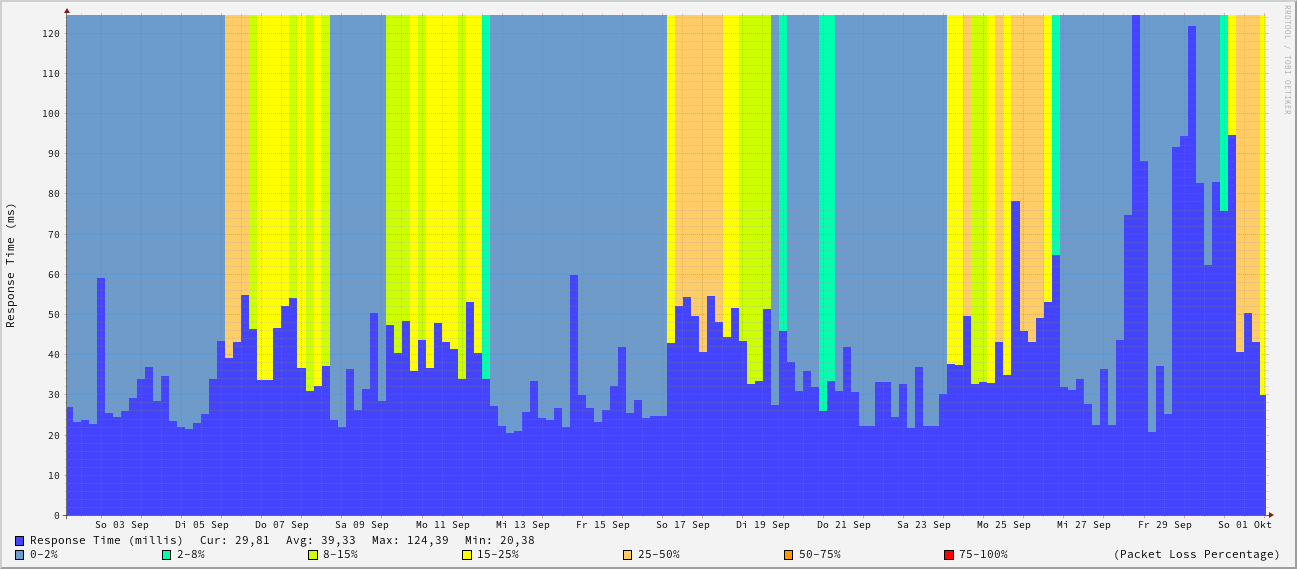 RRDTOOL / TOBI OETIKER
Response Time (ms)
120
110
100
90
80
70
60
50
40
30
20
10
0
So 03 Sep Di 05 Sep Do 07 Sep Sa 09 Sep Mo 11 Sep Mi 13 Sep Fr 15 Sep So 17 Sep Di 19 Sep Do 21 Sep Sa 23 Sep Mo 25 Sep Mi 27 Sep Fr 29 Sep So 01 Okt
Response Time (millis) Cur: 29,81 Avg: 39,33 Max: 124,39 Min: 20,38
0-2% 2-8% 8-15% 15-25% 25-50% 50-75% 75-100% (Packet Loss Percentage)